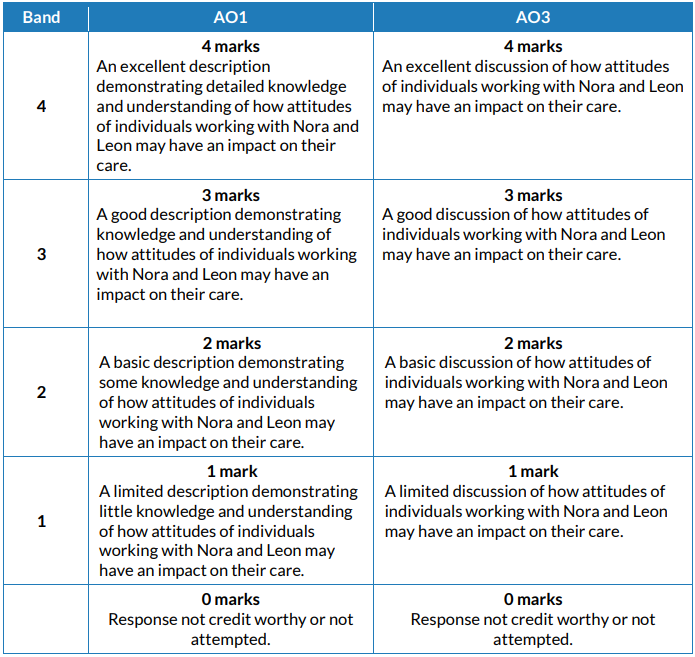 Band AO1 AO3
4 marks
An excellent description
demonstrating detailed knowledge
and understanding of how attitudes
of individuals working with Nora and
Leon may have an impact on their
care.
4 marks
An excellent discussion of how attitudes
of individuals working with Nora and Leon
may have an impact on their care.
4
3 marks
A good description demonstrating
knowledge and understanding of
how attitudes of individuals working
with Nora and Leon may have an
impact on their care.
3 marks
A good discussion of how attitudes of
individuals working with Nora and Leon
may have an impact on their care.
3
2 marks
A basic description demonstrating
some knowledge and understanding
of how attitudes of individuals
working with Nora and Leon may
have an impact on their care.
2 marks
A basic discussion of how attitudes of
individuals working with Nora and Leon
may have an impact on their care.
2
1 mark
A limited description demonstrating
little knowledge and understanding
of how attitudes of individuals
working with Nora and Leon may
have an impact on their care.
1 mark
A limited discussion of how attitudes of
individuals working with Nora and Leon
may have an impact on their care.
1
0 marks
Response not credit worthy or not
attempted.
0 marks
Response not credit worthy or not
attempted.